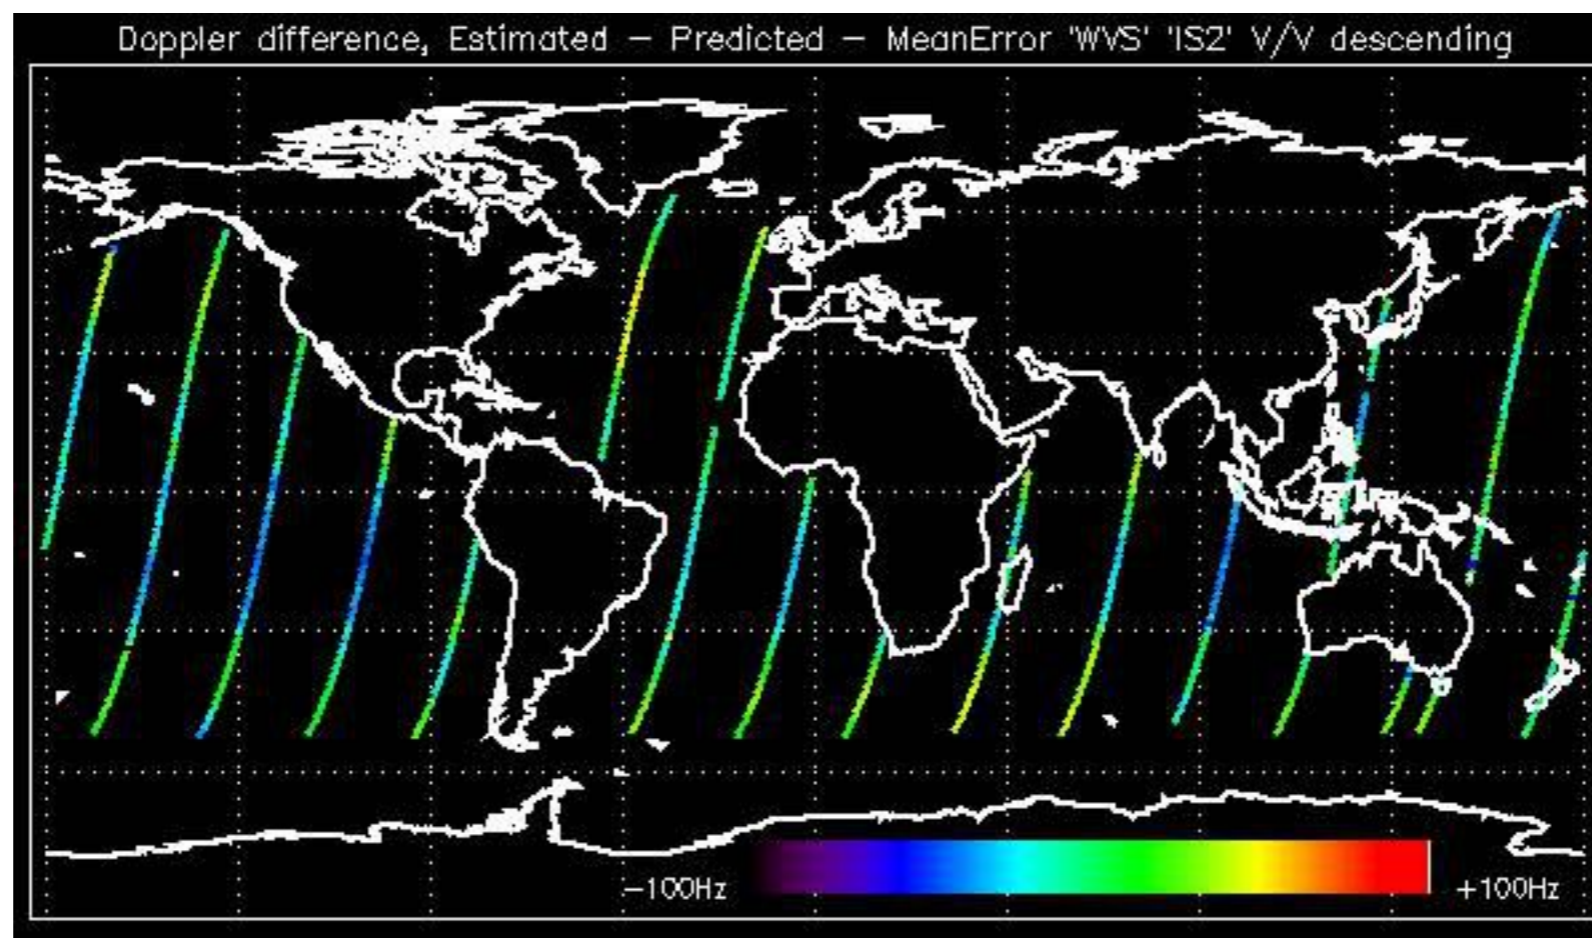 Doppler difference, Estimated – Predicted – MeanError 'WVS' 'IS2' V/V descending
-100Hz +100Hz